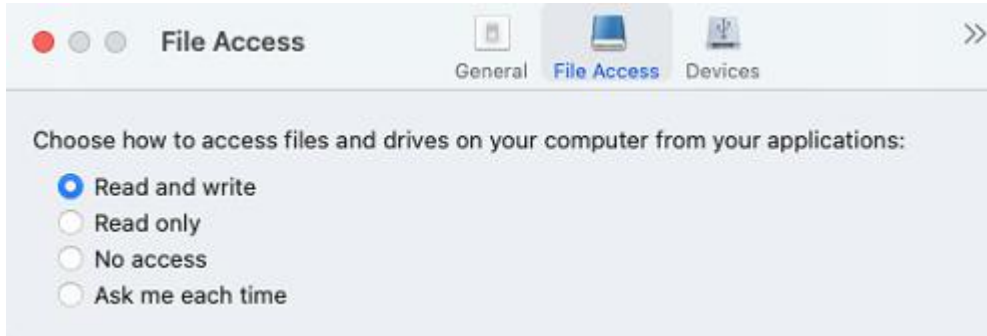 File Access
General
File Access
Devices
Choose how to access files and drives on your computer from your applications:
Read and write
Read only
No access
Ask me each time